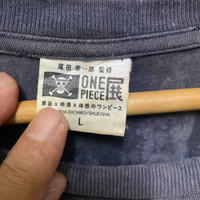 尾田栄一郎 監修
ONE PIECE展
原画×映像×体感のワンピース
ODA EIICHIRO/SHUEISHA
L